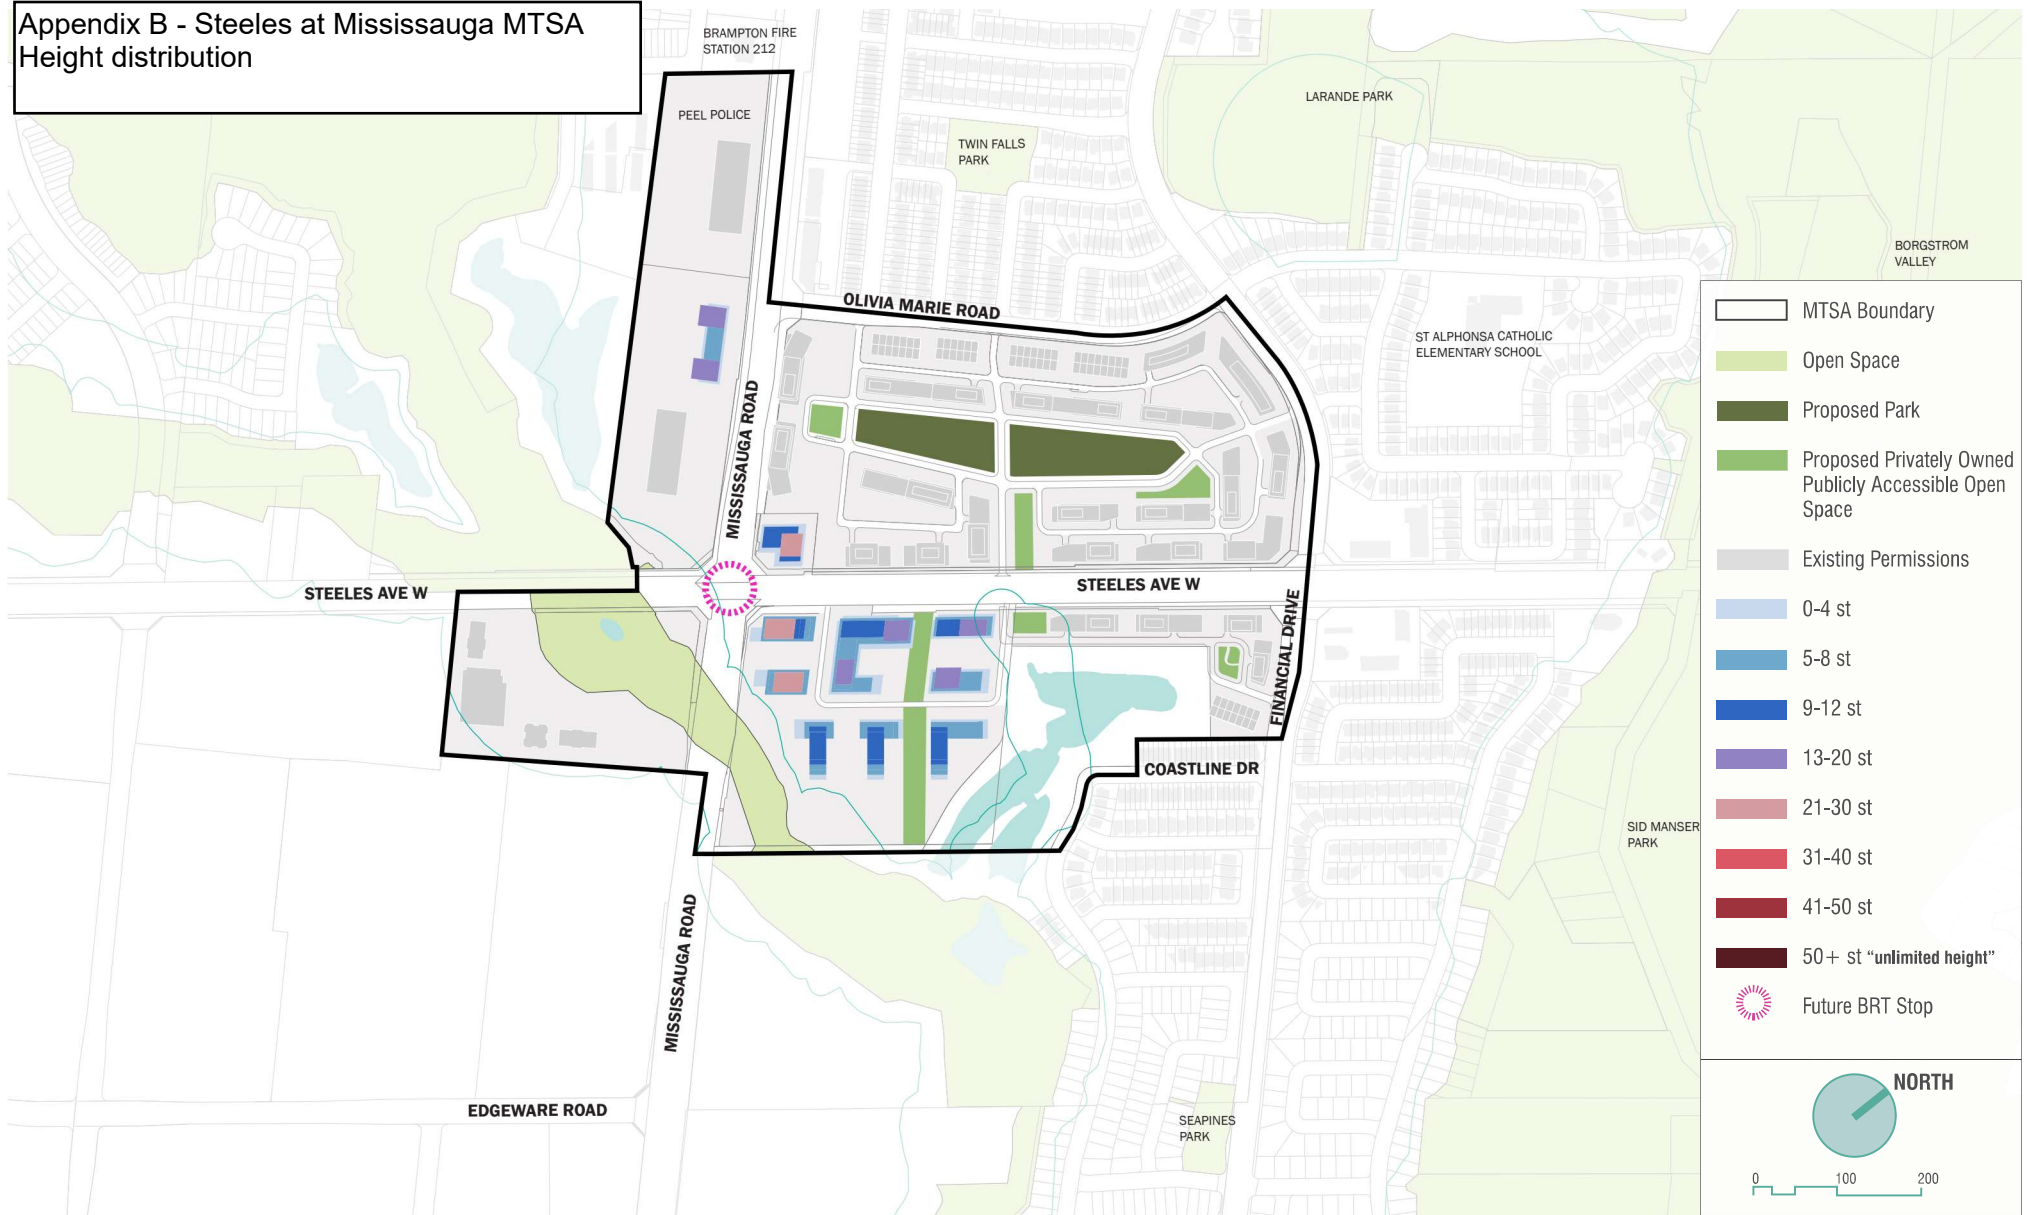 Appendix B - Steeles at Mississauga MTSA
Height distribution
BRAMPTON FIRE
STATION 212
PEEL POLICE
LARANDE PARK
TWIN FALLS
PARK
BORGSTROM
VALLEY
OLIVIA MARIE ROAD
ST ALPHONSA CATHOLIC
ELEMENTARY SCHOOL
MISSISSAUGA ROAD
STEELES AVE W
STEELES AVE W
FINANCIAL DRIVE
COASTLINE DR
SID MANSER
PARK
MISSISSAUGA ROAD
EDGEWARE ROAD
SEAPINES
PARK
MTSA Boundary
Open Space
Proposed Park
Proposed Privately Owned
Publicly Accessible Open
Space
Existing Permissions
0-4 st
5-8 st
9-12 st
13-20 st
21-30 st
31-40 st
41-50 st
50+ st “unlimited height”
Future BRT Stop
NORTH
0 100 200